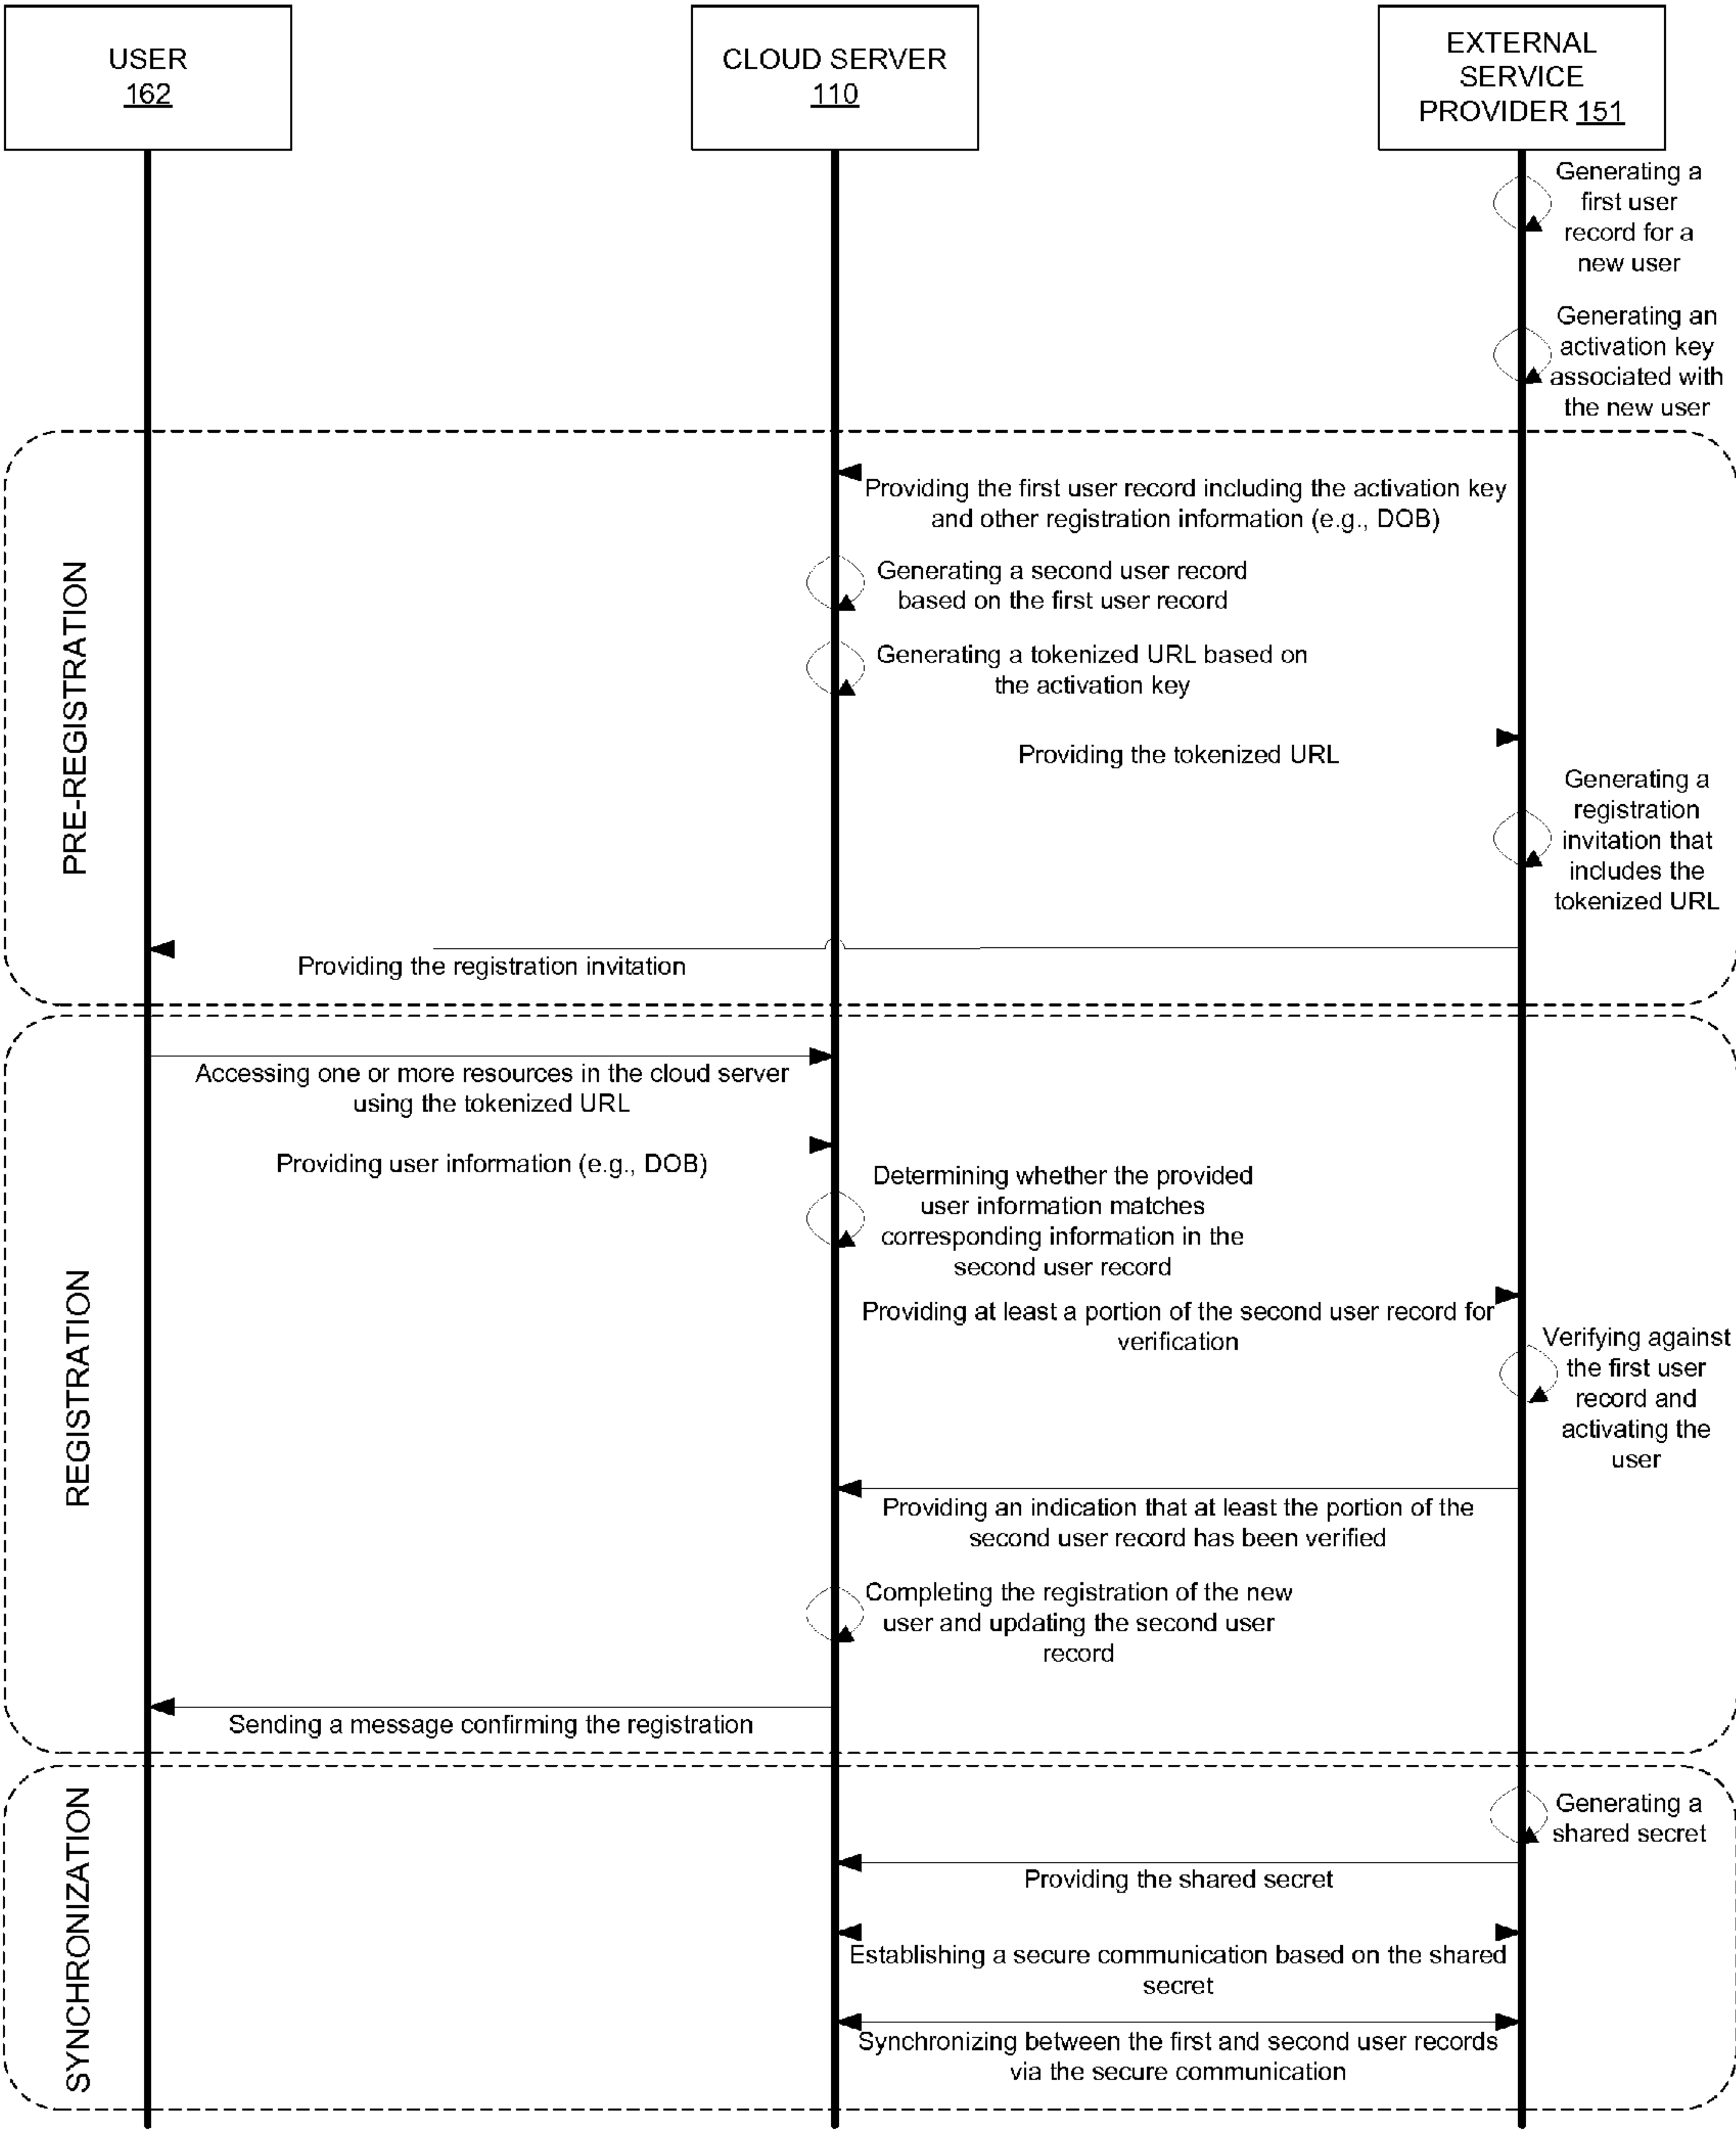 USER
162
CLOUD SERVER
110
EXTERNAL
SERVICE
PROVIDER 151
Generating a
first user
record for a
new user
Generating an
activation key
associated with
the new user
PRE-REGISTRATION
Providing the first user record including the activation key
and other registration information (e.g., DOB)
Generating a second user record
based on the first user record
Generating a tokenized URL based on
the activation key
Providing the tokenized URL
Generating a
registration
invitation that
includes the
tokenized URL
Providing the registration invitation
REGISTRATION
Accessing one or more resources in the cloud server
using the tokenized URL
Providing user information (e.g., DOB)
Determining whether the provided
user information matches
corresponding information in the
second user record
Providing at least a portion of the second user record for
verification
Verifying against
the first user
record and
activating the
user
Providing an indication that at least the portion of the
second user record has been verified
Completing the registration of the new
user and updating the second user
record
Sending a message confirming the registration
SYNCHRONIZATION
Generating a
shared secret
Providing the shared secret
Establishing a secure communication based on the shared
secret
Synchronizing between the first and second user records
via the secure communication